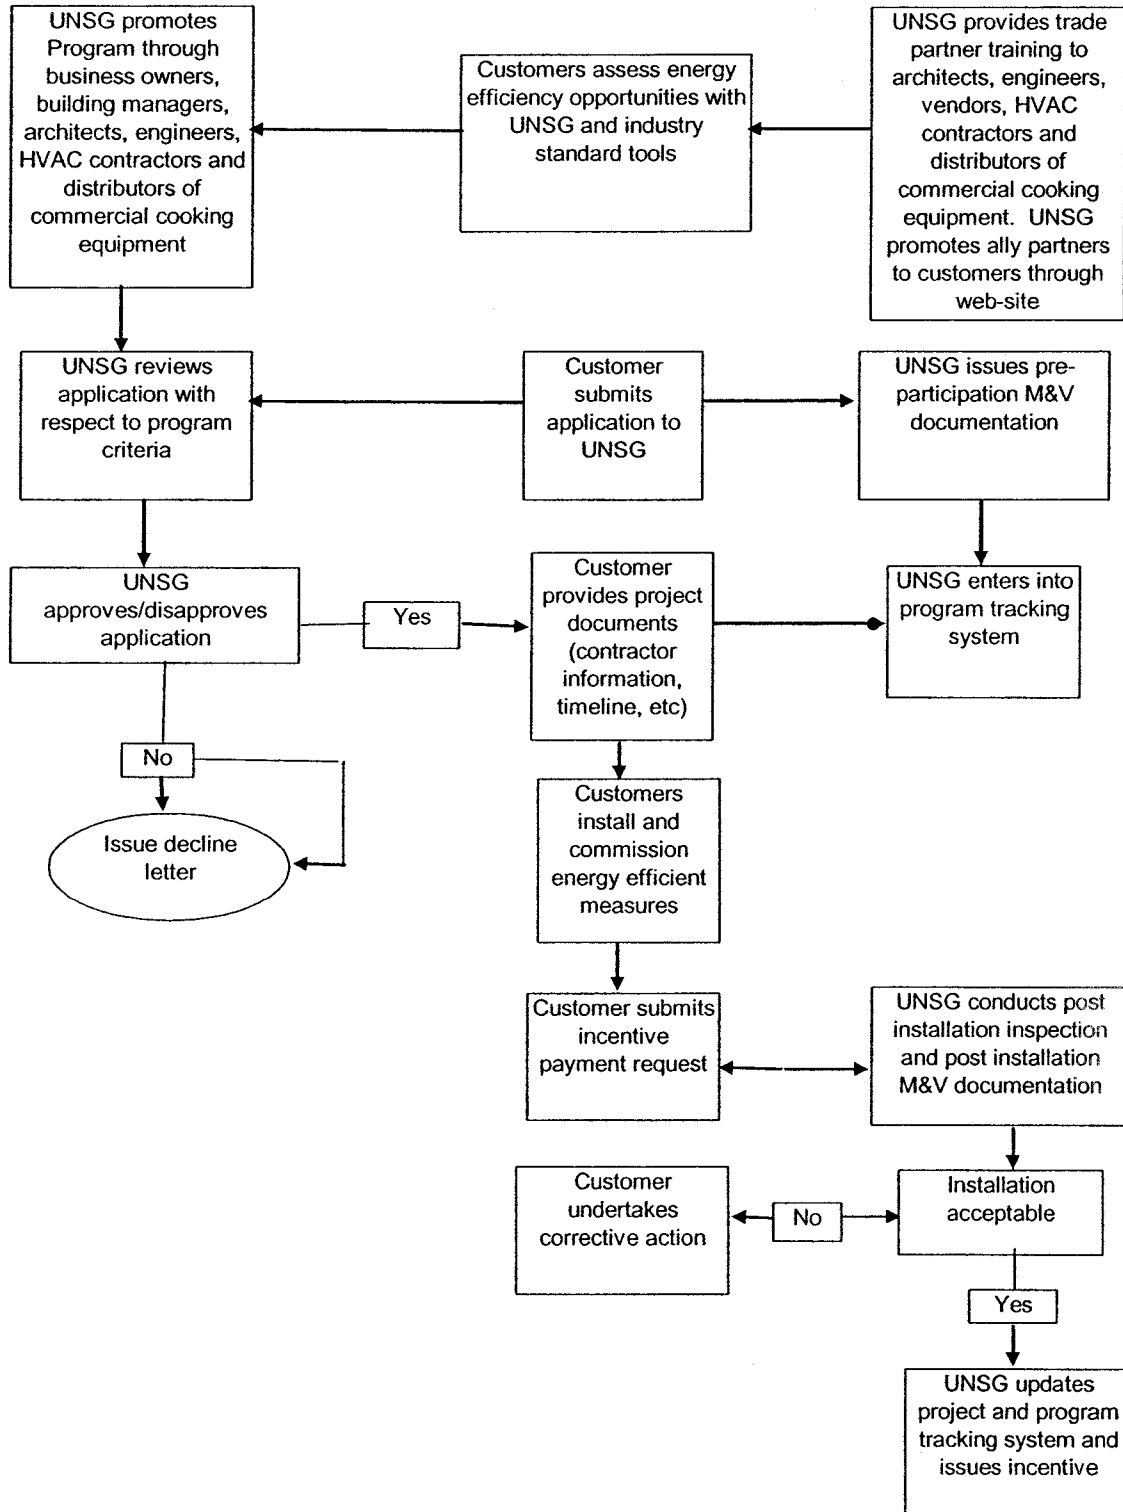 UNSG promotes
Program through
business owners,
building managers,
architects, engineers,
HVAC contractors and
distributors of
commercial cooking
equipment
Customers assess energy
efficiency opportunities with
UNSG and industry
standard tools
UNSG provides trade
partner training to
architects, engineers,
vendors, HVAC
contractors and
distributors of
commercial cooking
equipment. UNSG
promotes ally partners
to customers through
web-site
UNSG reviews
application with
respect to program
criteria
Customer
submits
application to
UNSG
UNSG issues pre-
participation M&V
documentation
UNSG
approves/disapproves
application
Yes
Customer
provides project
documents
(contractor
information,
timeline, etc)
UNSG enters into
program tracking
system
No
Issue decline
letter
Customers
install and
commission
energy efficient
measures
Customer submits
incentive
payment request
UNSG conducts post
installation inspection
and post installation
M&V documentation
Customer
undertakes
corrective action
No
Installation
acceptable
Yes
UNSG updates
project and program
tracking system and
issues incentive